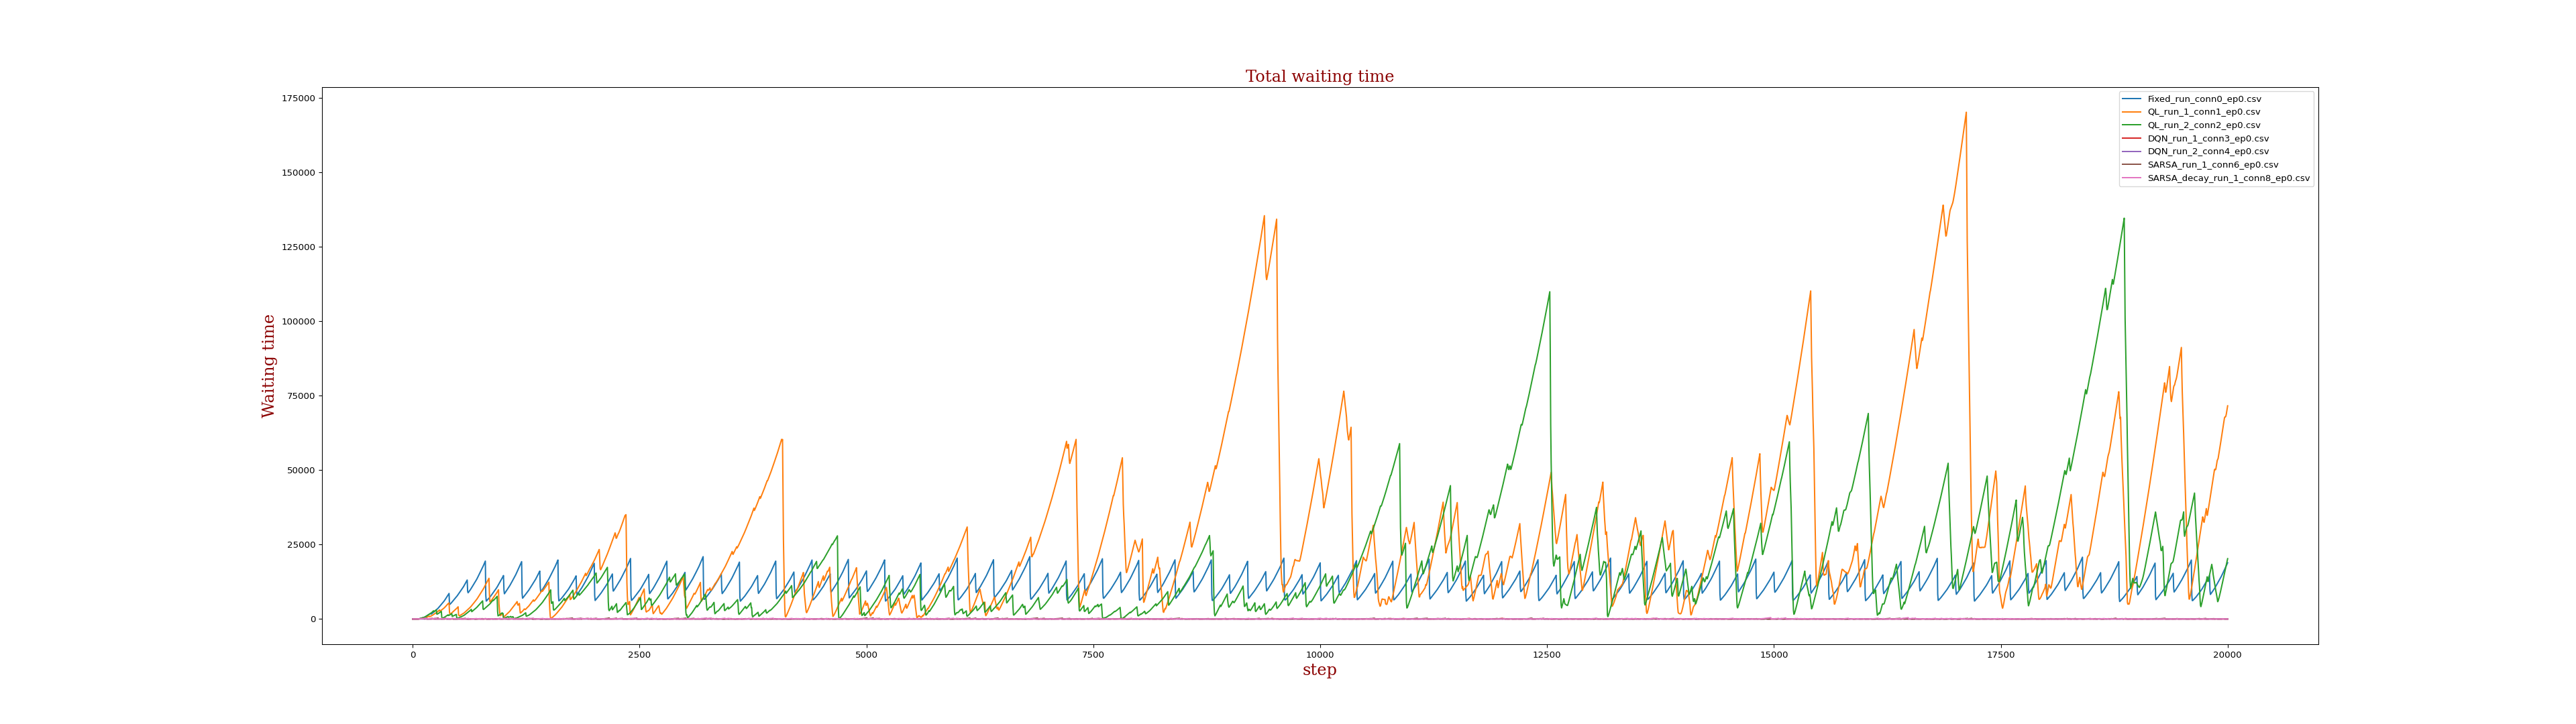 Total waiting time
175000
150000
125000
100000
75000
50000
25000
0
Waiting time
Fixed_run_conn0_ep0.csv
QL_run_1_conn1_ep0.csv
QL_run_2_conn2_ep0.csv
DQN_run_1_conn3_ep0.csv
DQN_run_2_conn4_ep0.csv
SARSA_run_1_conn6_ep0.csv
SARSA_decay_run_1_conn8_ep0.csv
0 2500 5000 7500 10000 12500 15000 17500 20000
step